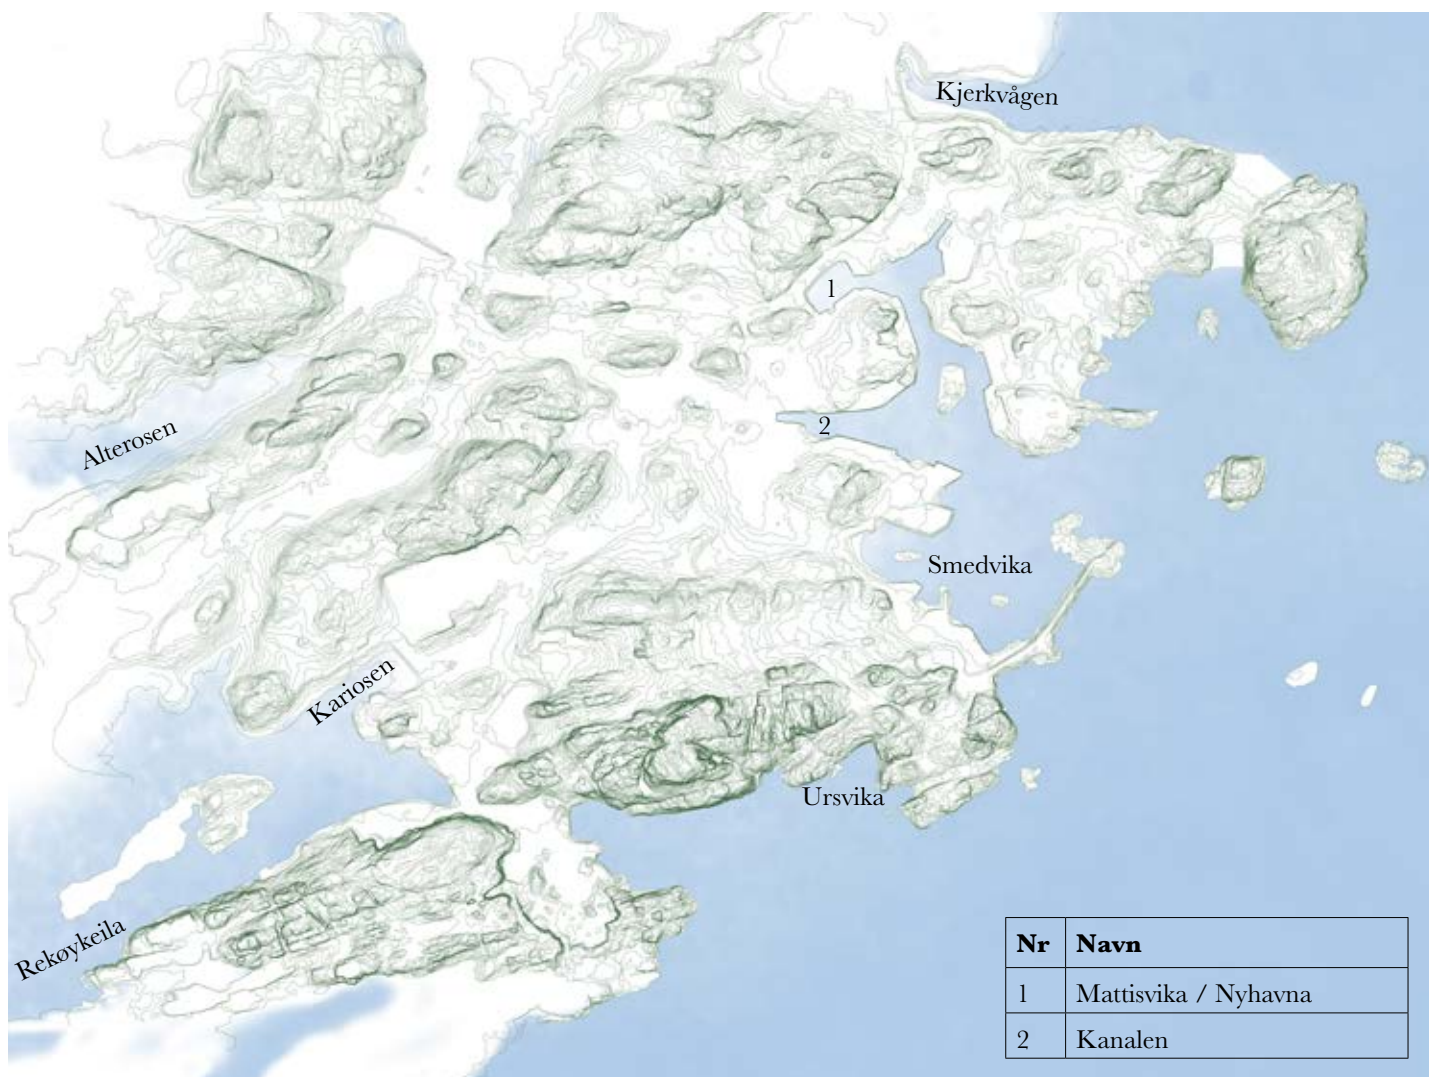 Kjerkvågen
1
Alterosen
2
Smedvika
Kariosen
Ursvika
Rekøykeila
Nr Navn
1 Mattisvika / Nyhavna
2 Kanalen